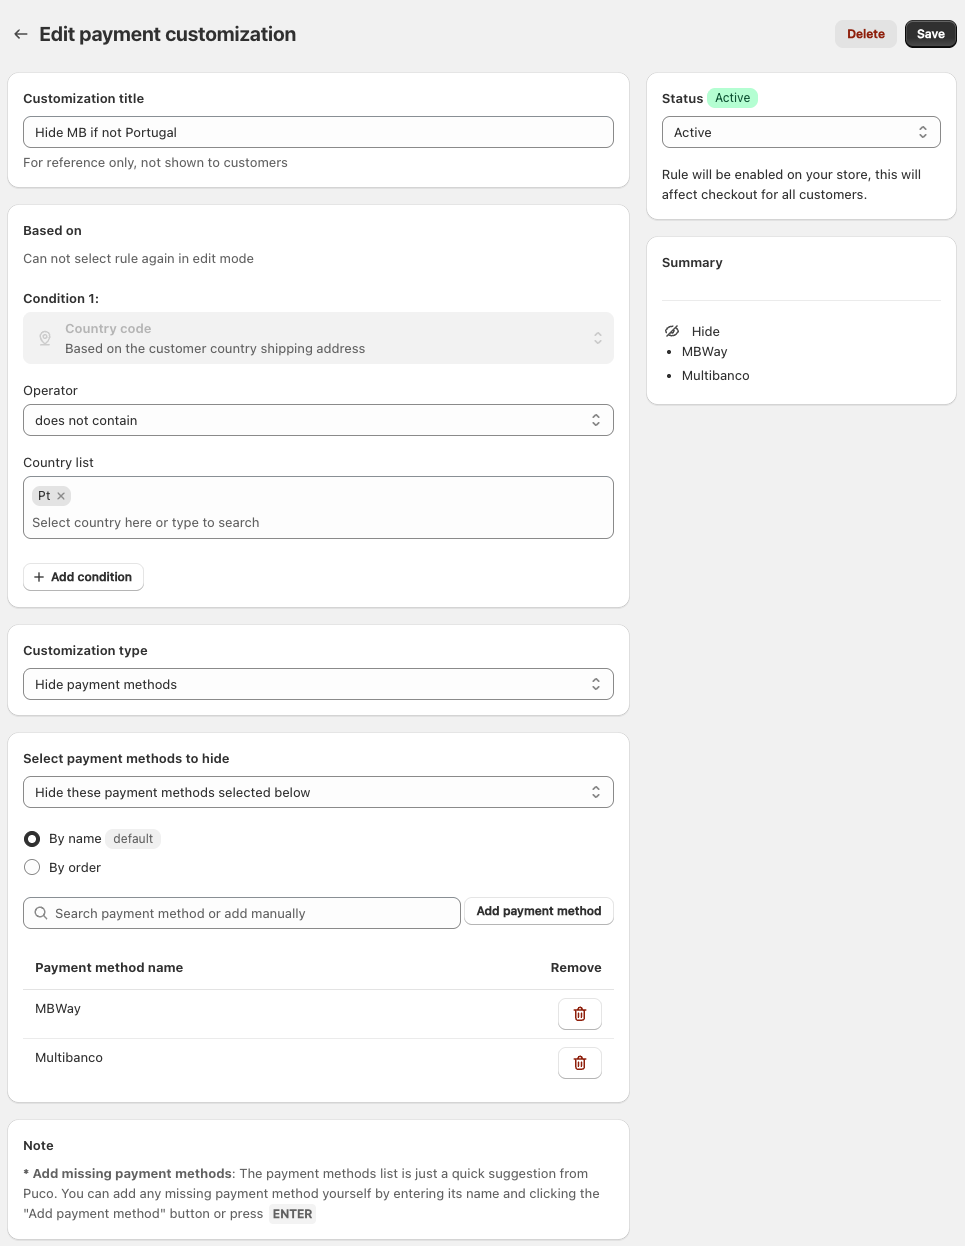 Edit payment customization
Delete
Save
Customization title
Hide MB if not Portugal
For reference only, not shown to customers
Based on
Can not select rule again in edit mode
Condition 1:
Country code
Based on the customer country shipping address
Operator
does not contain
Country list
Pt
Select country here or type to search
Add condition
Customization type
Hide payment methods
Select payment methods to hide
Hide these payment methods selected below
By name default
By order
Search payment method or add manually
Add payment method
Payment method name Remove
MBWay
Multibanco
Note
* Add missing payment methods: The payment methods list is just a quick suggestion from
Puco. You can add any missing payment method yourself by entering its name and clicking the
"Add payment method" button or press ENTER
Status Active
Active
Rule will be enabled on your store, this will
affect checkout for all customers.
Summary
Hide
• MBWay
• Multibanco